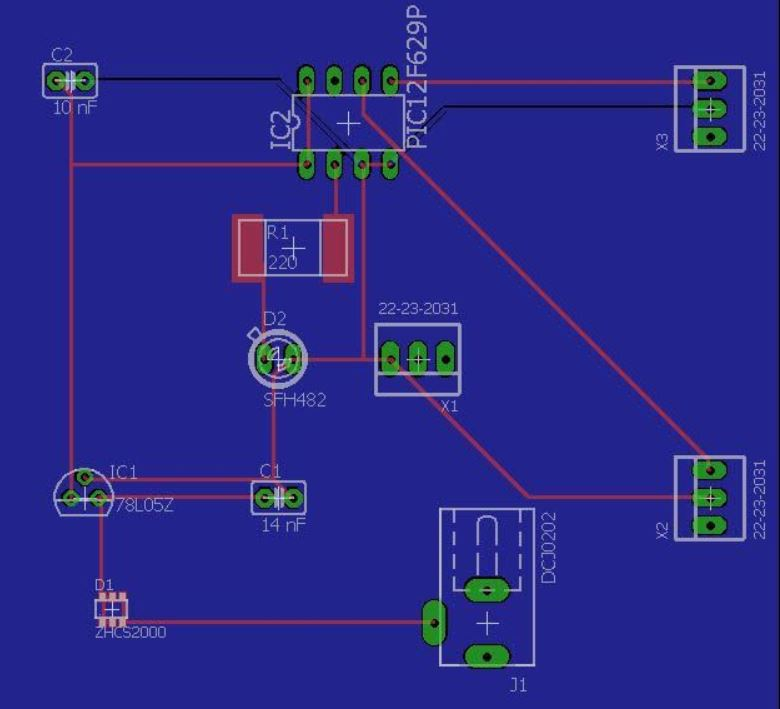 C2
10 nF
IC2
PIC12F629P
X3
22-23-2031
R1
220
D2
SFH482
22-23-2031
X1
IC1
78L05Z
C1
14 nF
X2
22-23-2031
D1
ZHCS2000
DCJ0202
J1